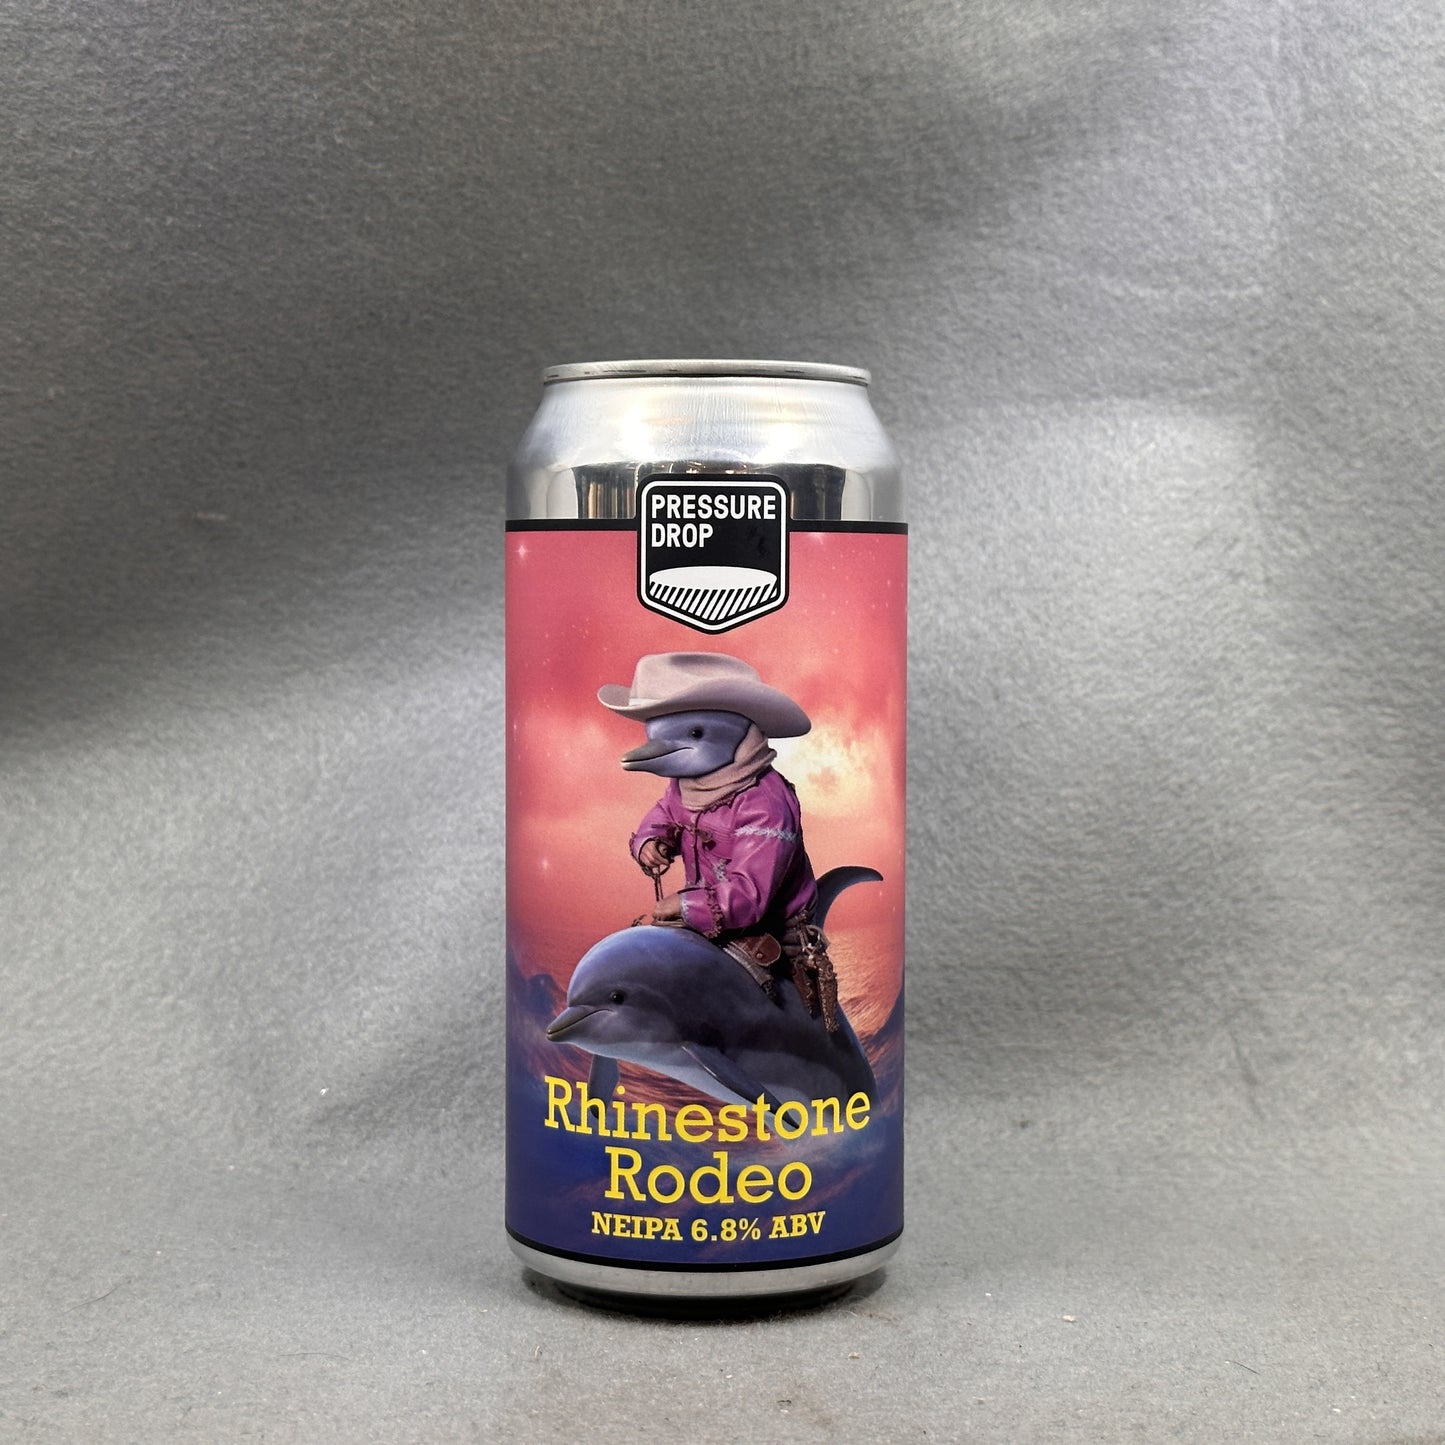 PRESSURE
DROP
Rhinestone
Rodeo
NEIPA 6.8% ABV